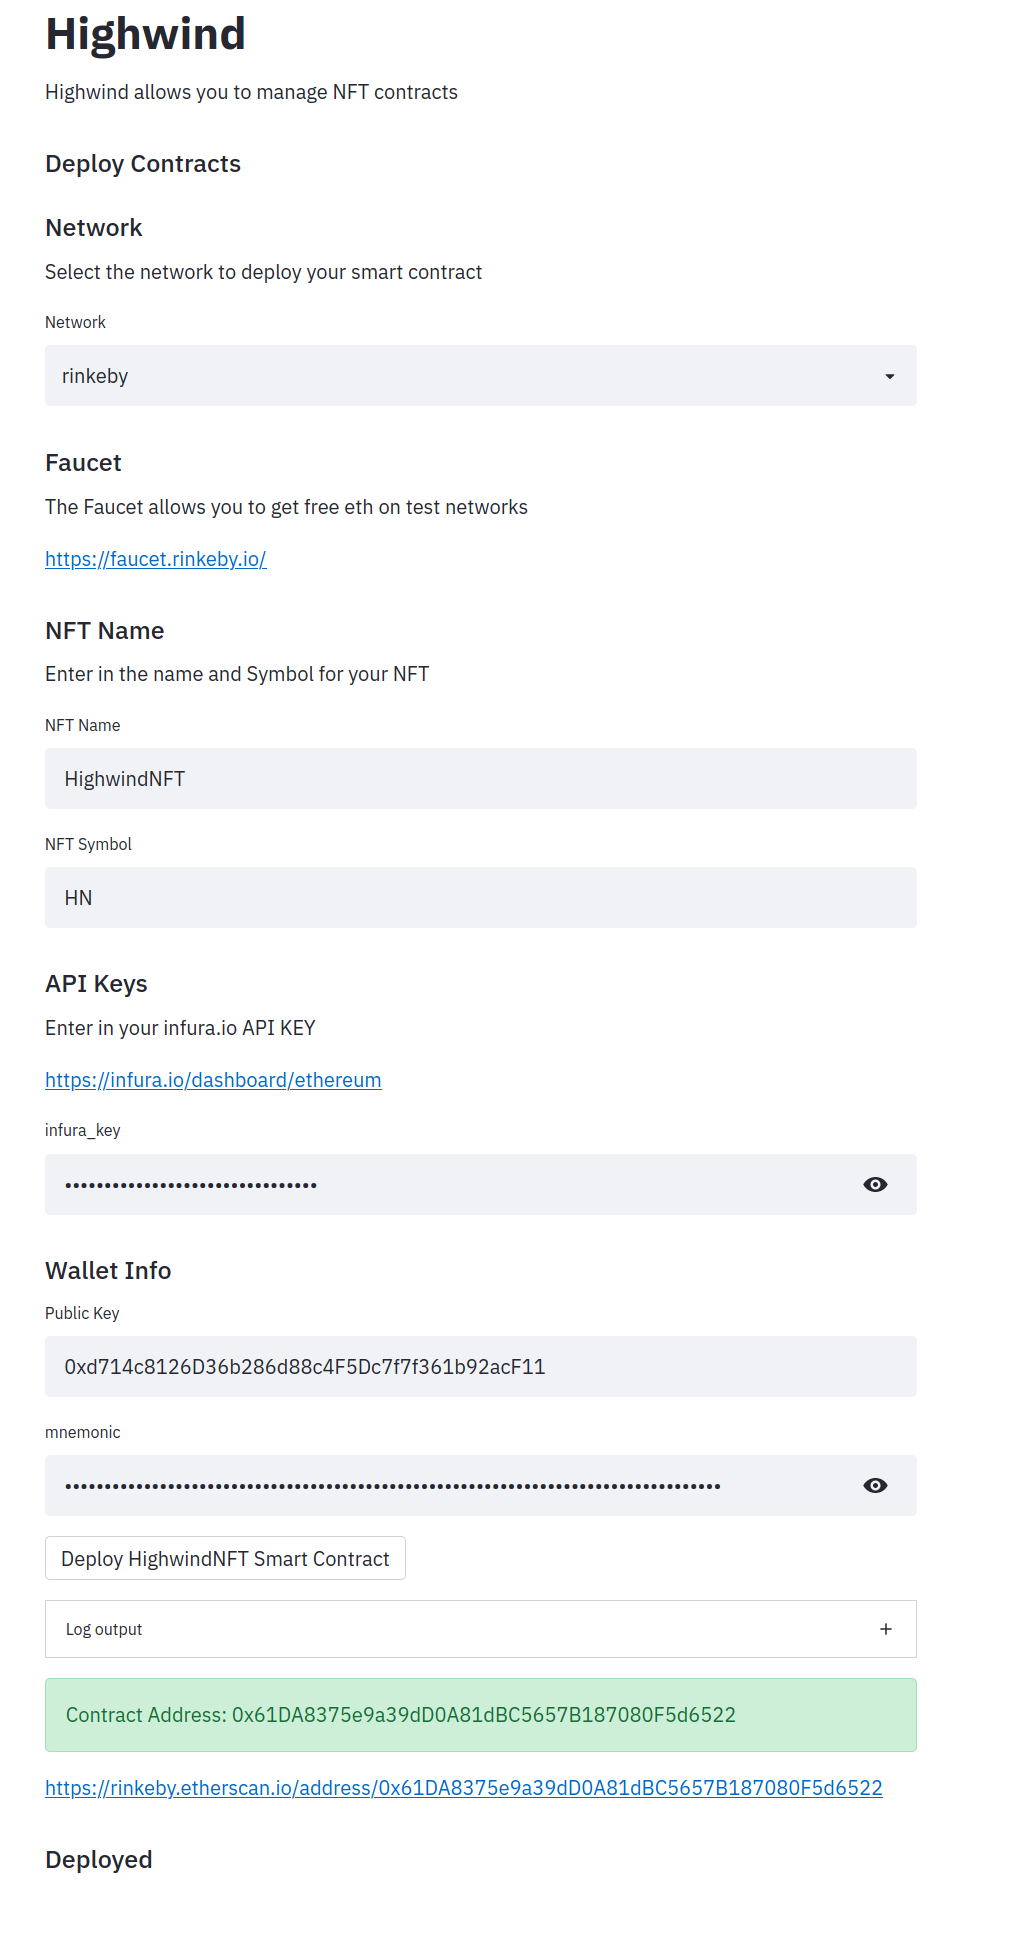 Highwind
Highwind allows you to manage NFT contracts
Deploy Contracts
Network
Select the network to deploy your smart contract
Network
rinkeby
Faucet
The Faucet allows you to get free eth on test networks
https://faucet.rinkeby.io/
NFT Name
Enter in the name and Symbol for your NFT
NFT Name
HighwindNFT
NFT Symbol
HN
API Keys
Enter in your infura.io API KEY
https://infura.io/dashboard/ethereum
infura_key
Wallet Info
Public Key
0xd714c8126D36b286d88c4F5Dc7f7f361b92acF11
mnemonic
Deploy HighwindNFT Smart Contract
Log output
Contract Address: 0x61DA8375e9a39dD0A81dBC5657B187080F5d6522
https://rinkeby.etherscan.io/address/0x61DA8375e9a39dD0A81dBC5657B187080F5d6522
Deployed